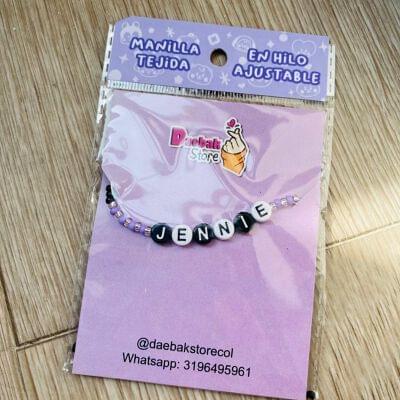 MANILLA
TEJIDA
EN HILO
AJUSTABLE
Daebak
Store
JENNIE
@daebakstorecol
Whatsapp: 3196495961